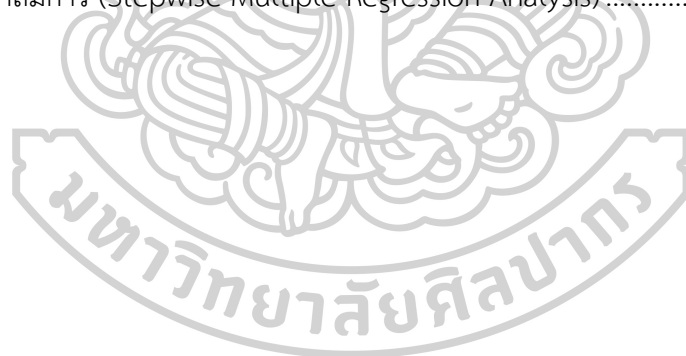 (Stepwise Multiple Regression Analysis)............
มหาวิทยาลัยศิลปากร